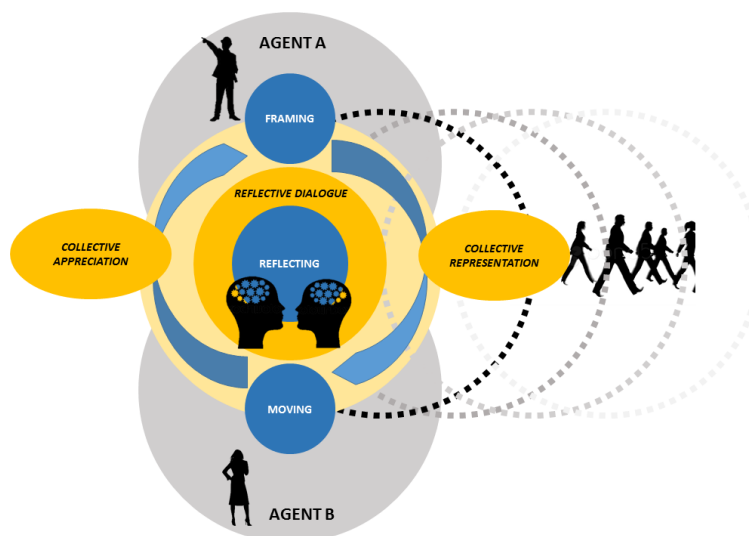 AGENT A
FRAMING
REFLECTIVE DIALOGUE
COLLECTIVE
APPRECIATION
REFLECTING
COLLECTIVE
REPRESENTATION
MOVING
AGENT B